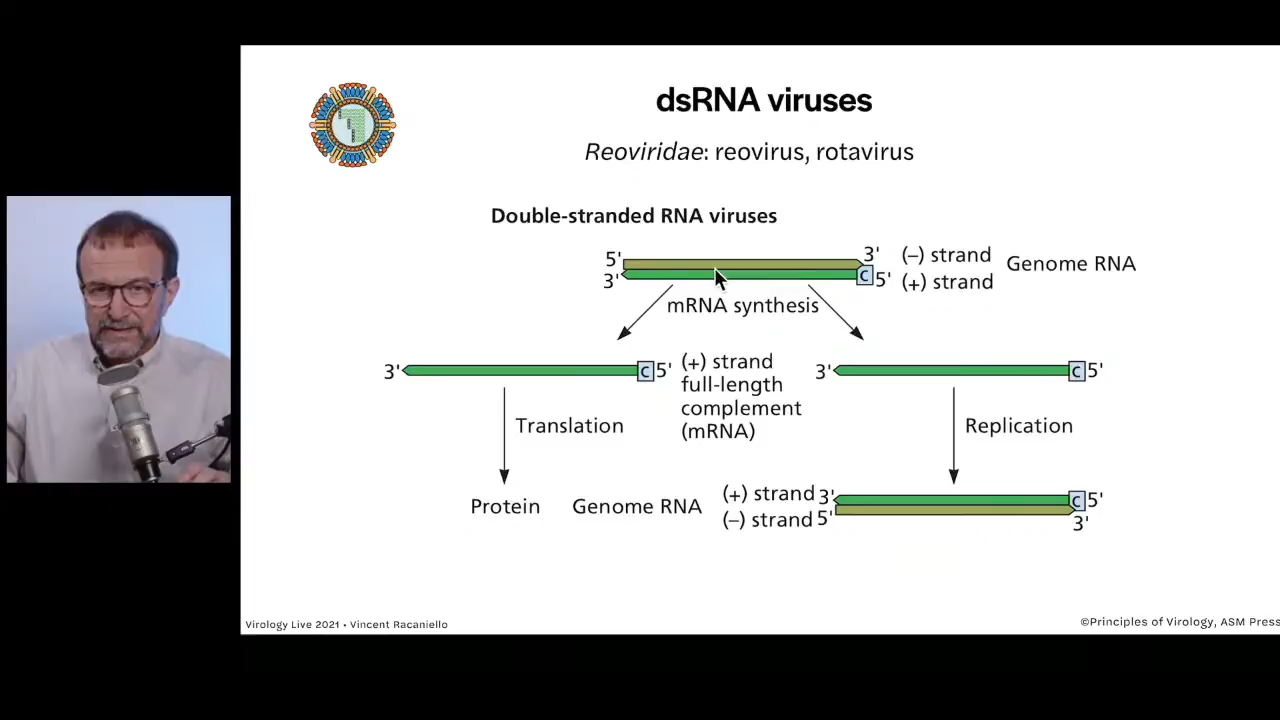 dsRNA viruses
Reoviridae: reovirus, rotavirus
Double-stranded RNA viruses
5' 3' (–) strand
Genome RNA
3' C 5' (+) strand
mRNA synthesis
3' C 5' (+) strand
full-length
complement
(mRNA)
3' C 5'
Translation
Replication
Protein
Genome RNA
(+) strand 3' C 5'
(–) strand 5' 3'
Virology Live 2021 • Vincent Racaniello
©Principles of Virology, ASM Press